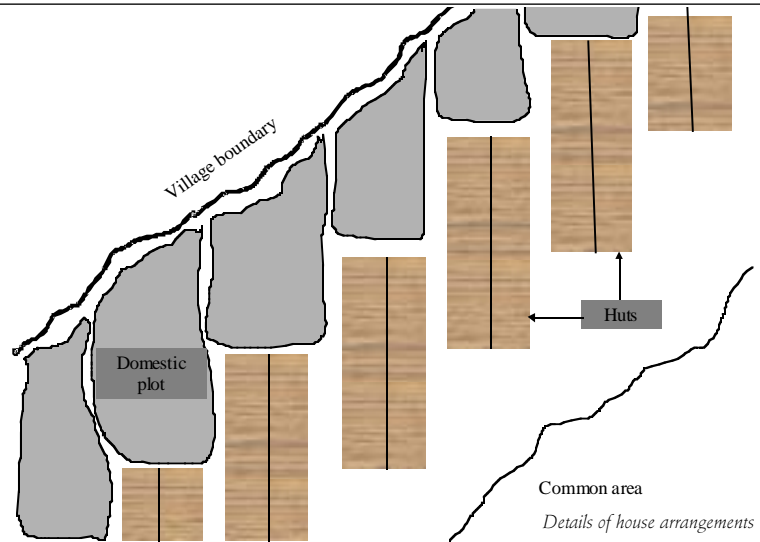 Village boundary
Huts
Domestic
plot
Common area
Details of house arrangements